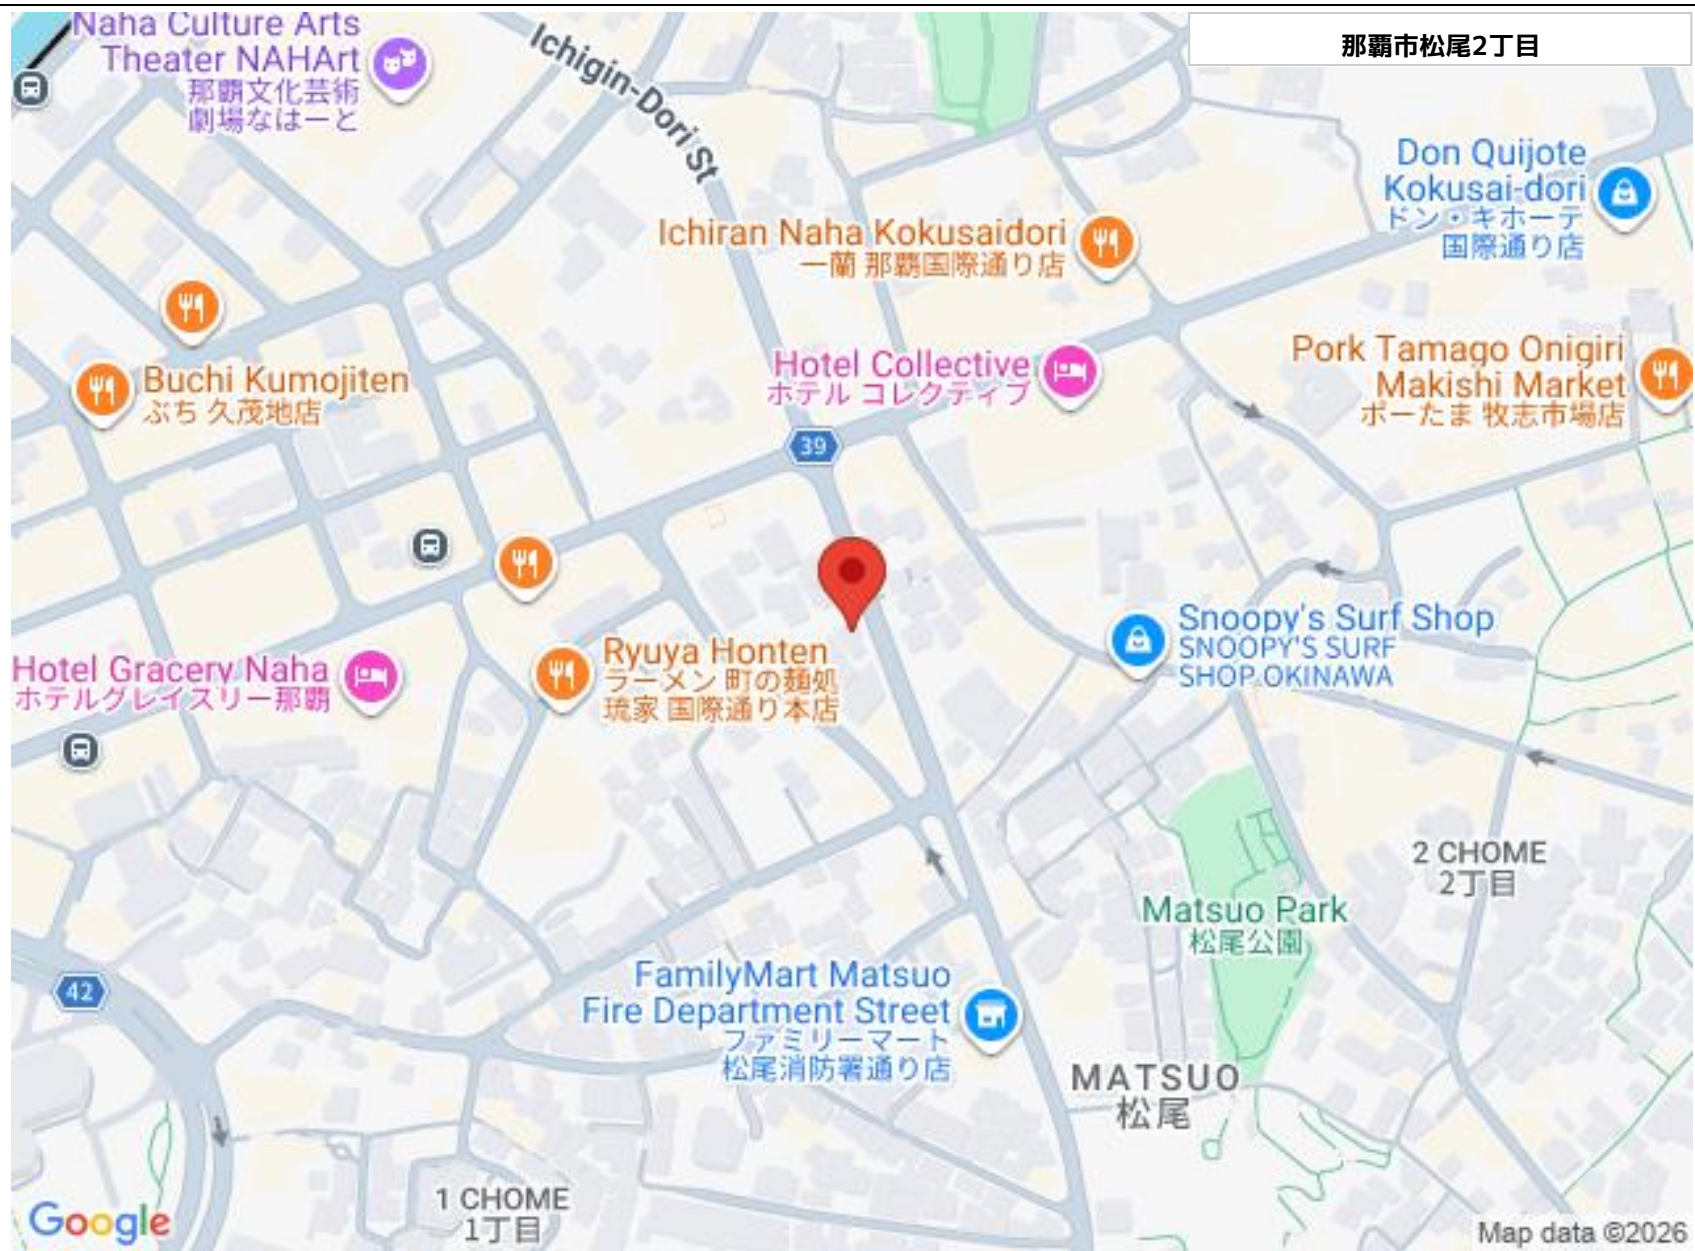 Naha Culture Arts
Theater NAHArt
那覇文化芸術
劇場なはーと
Ichigin-Dori St
那覇市松尾2丁目
Don Quijote
Kokusai-dori
ドン・キホーテ
国際通り店
Ichiran Naha Kokusaidori
一蘭 那覇国際通り店
Hotel Collective
ホテル コレクティブ
Pork Tamago Onigiri
Makishi Market
ポーたま 牧志市場店
Buchi Kumojiten
ぶち 久茂地店
39
Snoopy's Surf Shop
SNOOPY'S SURF
SHOP OKINAWA
Ryuya Honten
ラーメン 町の麺処
琉家 国際通り本店
Hotel Gracery Naha
ホテルグレイスリー那覇
2 CHOME
2丁目
Matsuo Park
松尾公園
42
FamilyMart Matsuo
Fire Department Street
ファミリーマート
松尾消防署通り店
MATSUO
松尾
1 CHOME
1丁目
Google
Map data ©2026